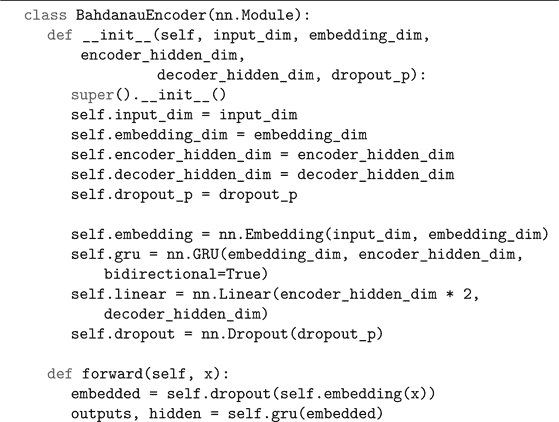 class BahdanauEncoder(nn.Module):
def __init__(self, input_dim, embedding_dim,
encoder_hidden_dim,
decoder_hidden_dim, dropout_p):
super().__init__()
self.input_dim = input_dim
self.embedding_dim = embedding_dim
self.encoder_hidden_dim = encoder_hidden_dim
self.decoder_hidden_dim = decoder_hidden_dim
self.dropout_p = dropout_p
self.embedding = nn.Embedding(input_dim, embedding_dim)
self.gru = nn.GRU(embedding_dim, encoder_hidden_dim,
bidirectional=True)
self.linear = nn.Linear(encoder_hidden_dim * 2,
decoder_hidden_dim)
self.dropout = nn.Dropout(dropout_p)
def forward(self, x):
embedded = self.dropout(self.embedding(x))
outputs, hidden = self.gru(embedded)